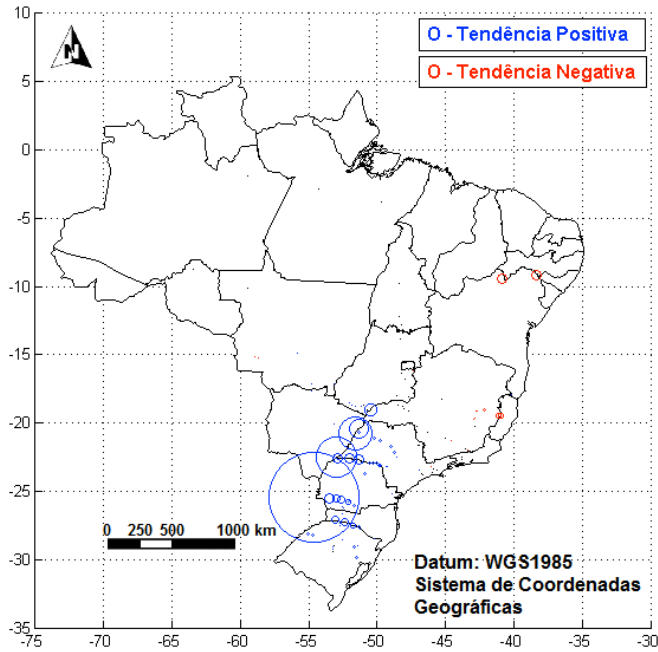 10
5
0
-5
-10
-15
-20
-25
-30
-35
-75 -70 -65 -60 -55 -50 -45 -40 -35 -30
N
O - Tendência Positiva
O - Tendência Negativa
0 250 500 1000 km
Datum: WGS1985
Sistema de Coordenadas
Geográficas